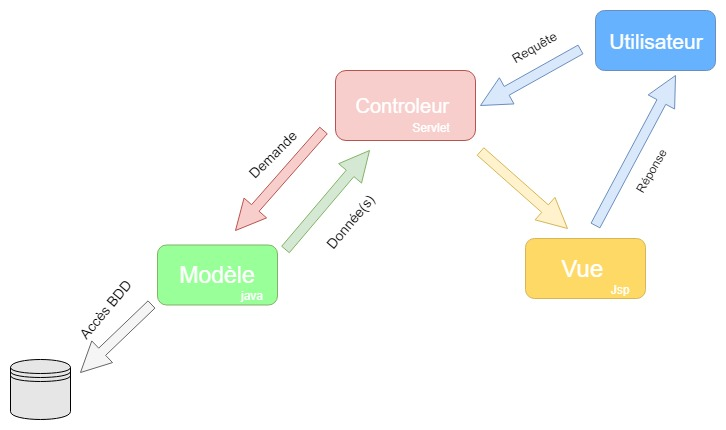 Utilisateur
Requête
Controleur
Servlet
Demande
Donnée(s)
Réponse
Modèle
java
Vue
Jsp
Accès BDD